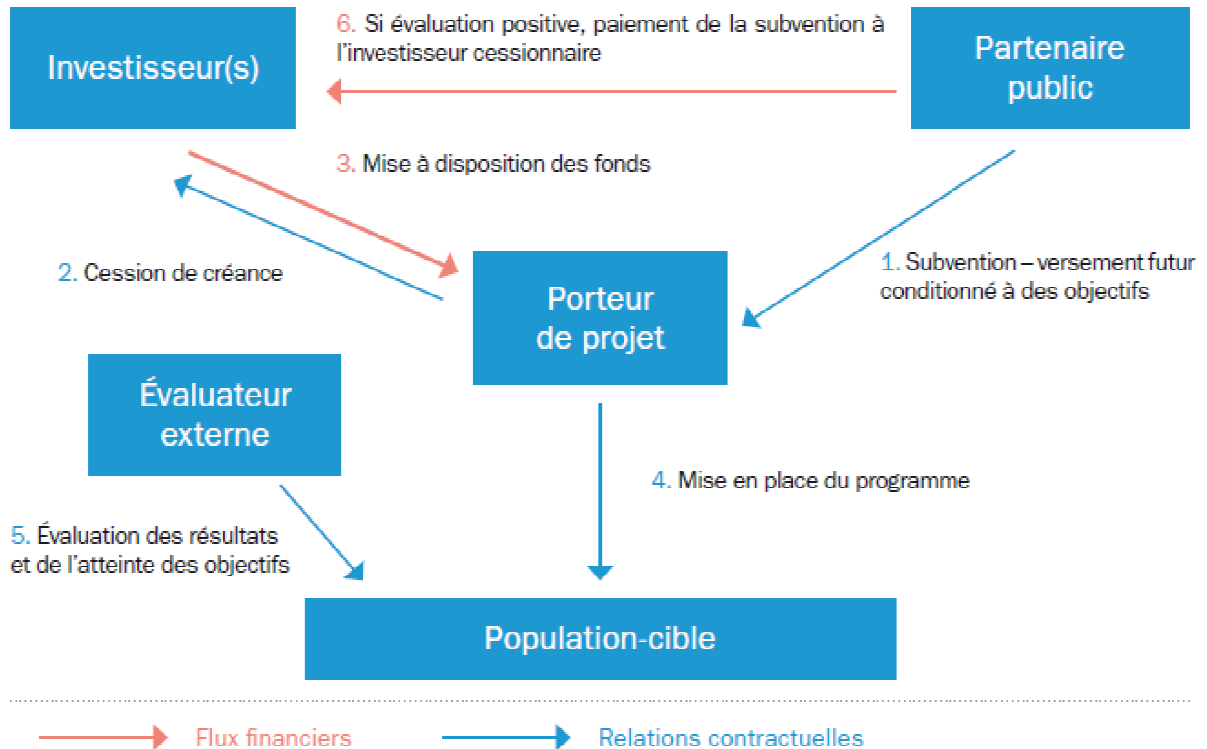 Investisseur(s)
6. Si évaluation positive, paiement de la subvention à
l'investisseur cessionnaire
Partenaire
public
3. Mise à disposition des fonds
2. Cession de créance
1. Subvention – versement futur
conditionné à des objectifs
Porteur
de projet
Évaluateur
externe
4. Mise en place du programme
5. Évaluation des résultats
et de l'atteinte des objectifs
Population-cible
Flux financiers
Relations contractuelles